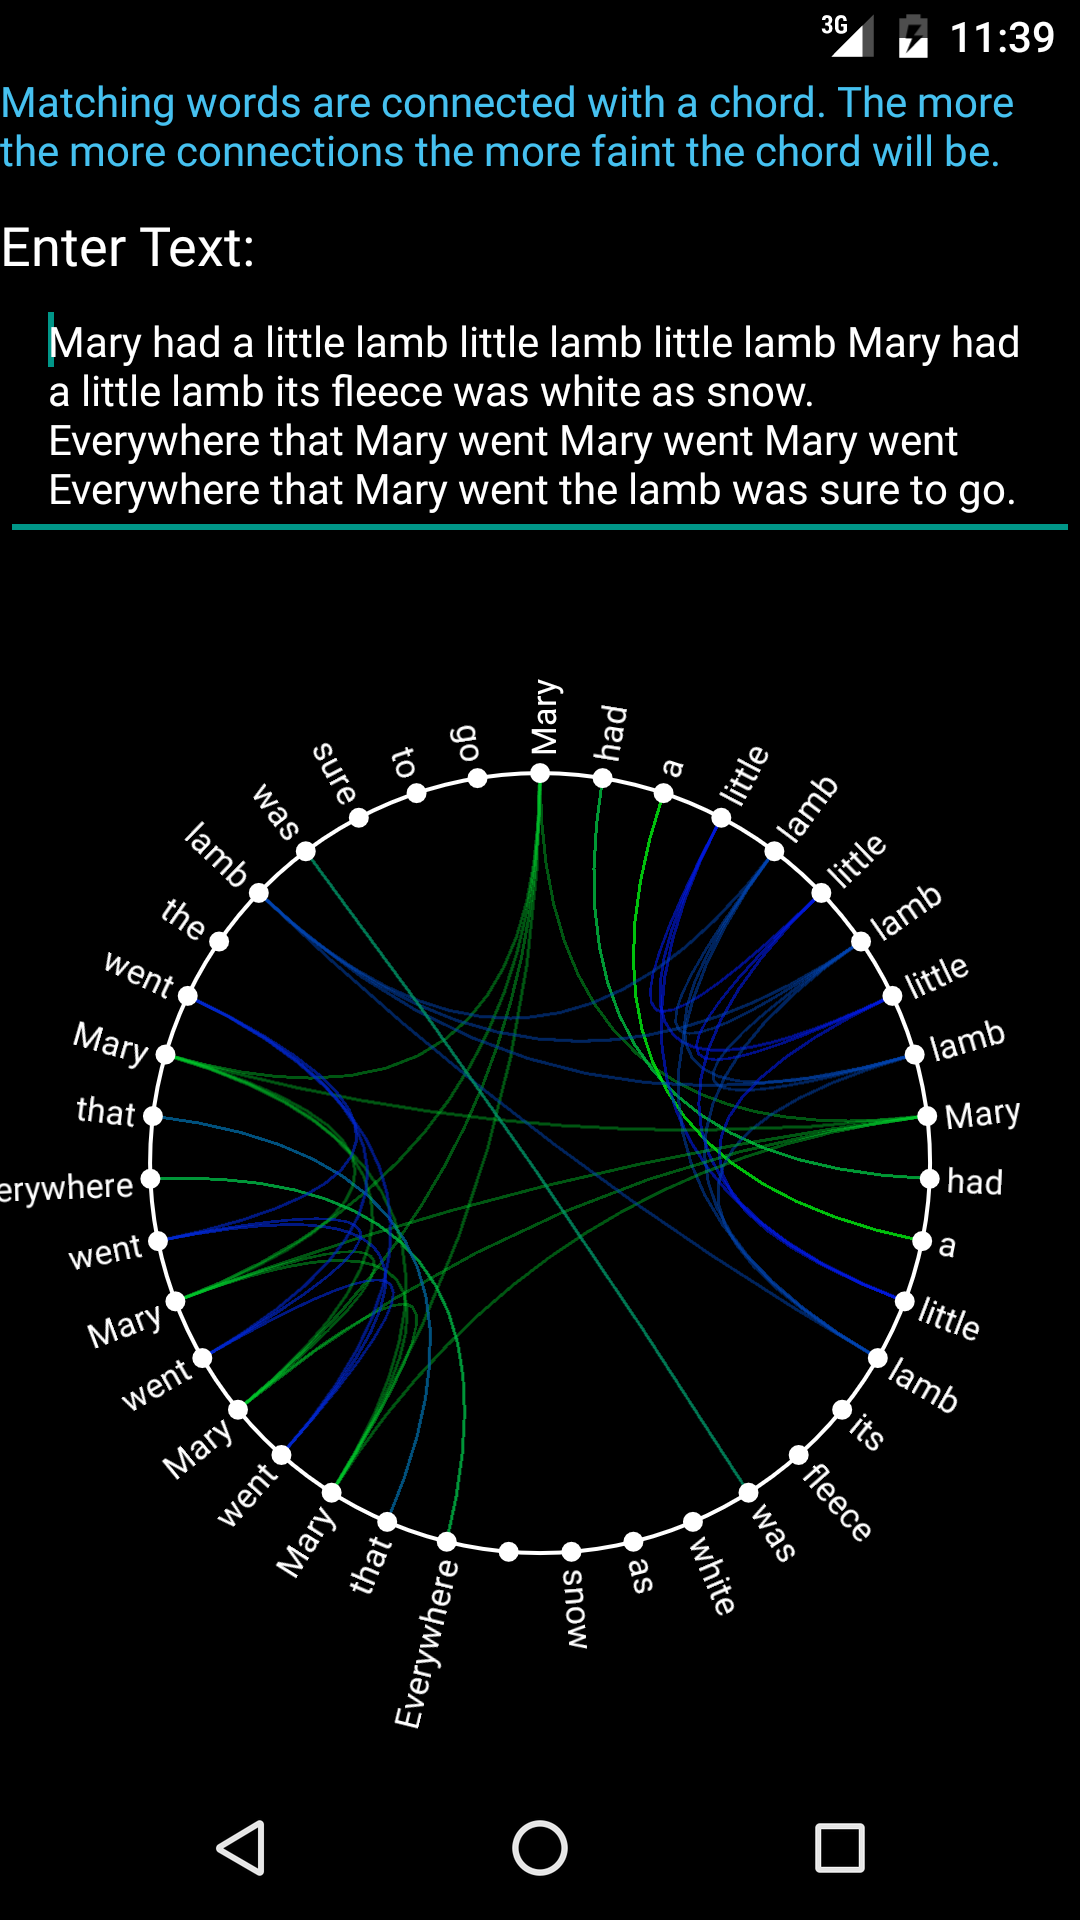 3G 11:39
Matching words are connected with a chord. The more
the more connections the more faint the chord will be.
Enter Text:
Mary had a little lamb little lamb little lamb Mary had
a little lamb its fleece was white as snow.
Everywhere that Mary went Mary went Mary went
Everywhere that Mary went the lamb was sure to go.
Mary
had
a
little
lamb
little
lamb
little
lamb
Mary
had
a
little
lamb
its
fleece
was
white
as
snow
Everywhere
that
Mary
went
Mary
went
Mary
went
erywhere
that
Mary
went
the
lamb
was
sure
to
go